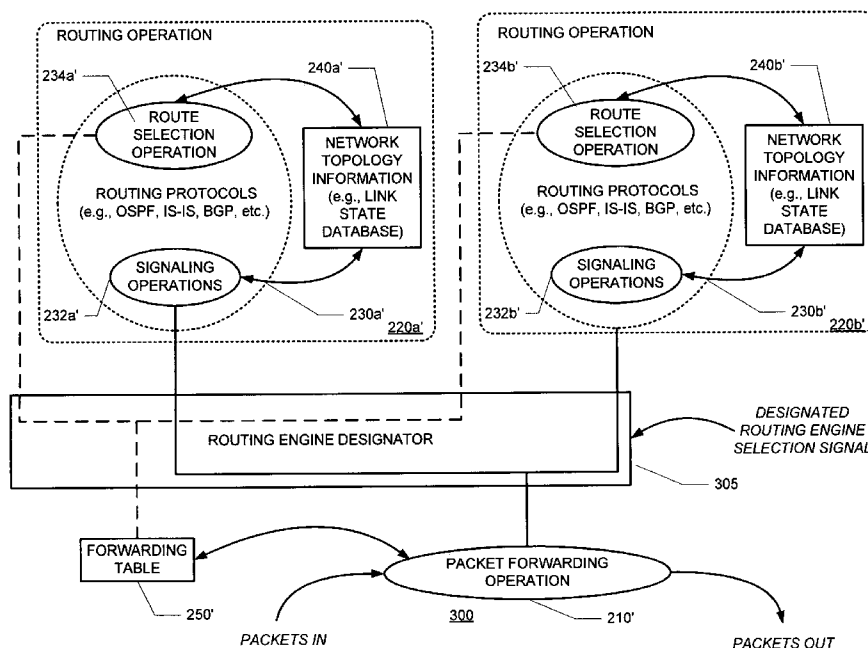 ROUTING OPERATION
234a'
240a'
ROUTE
SELECTION
OPERATION
NETWORK
TOPOLOGY
INFORMATION
(e.g., LINK
STATE
DATABASE)
ROUTING PROTOCOLS
(e.g., OSPF, IS-IS, BGP, etc.)
SIGNALING
OPERATIONS
232a'
230a'
220a'
ROUTING OPERATION
234b'
240b'
ROUTE
SELECTION
OPERATION
NETWORK
TOPOLOGY
INFORMATION
(e.g., LINK
STATE
DATABASE)
ROUTING PROTOCOLS
(e.g., OSPF, IS-IS, BGP, etc.)
SIGNALING
OPERATIONS
232b'
230b'
220b'
ROUTING ENGINE DESIGNATOR
DESIGNATED
ROUTING ENGINE
SELECTION SIGNAL
305
FORWARDING
TABLE
250'
PACKET FORWARDING
OPERATION
300
210'
PACKETS IN
PACKETS OUT